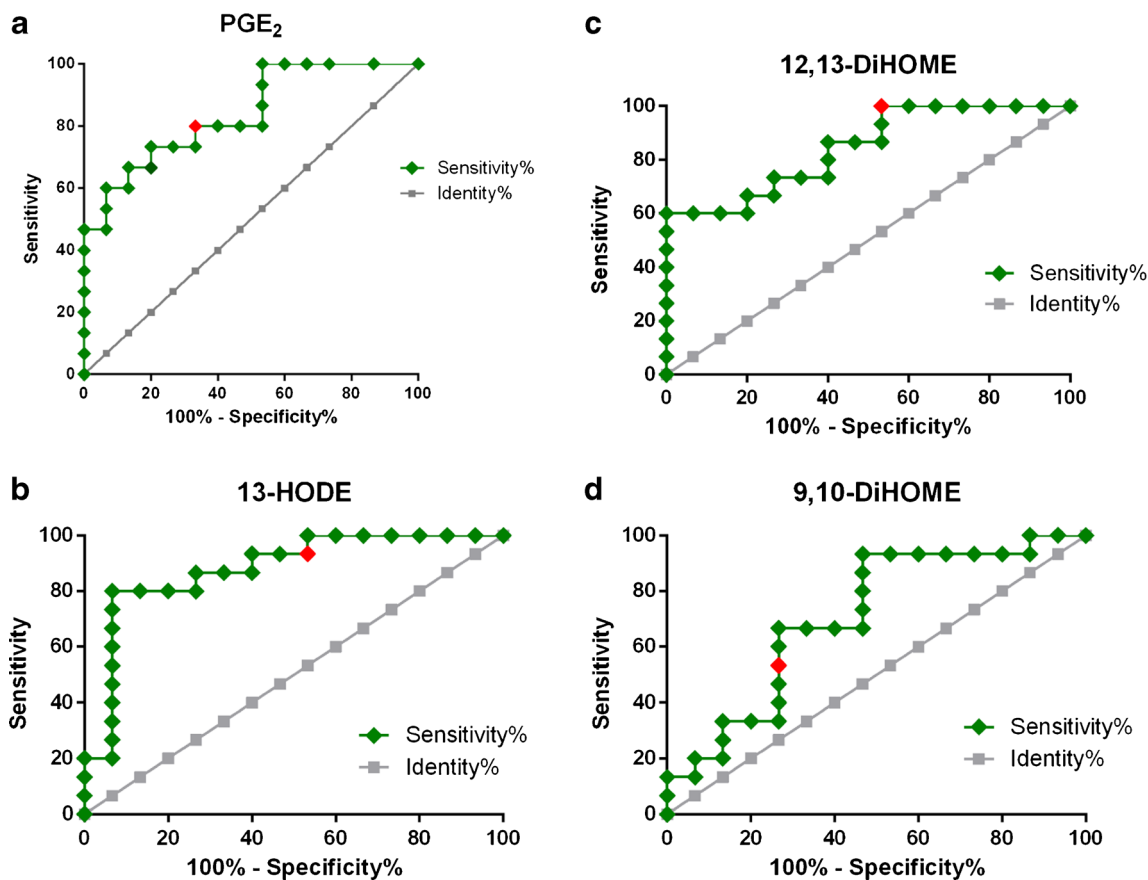 a
PGE2
100
80
60
40
20
0
Sensitivity
0 20 40 60 80 100
100% - Specificity%
Sensitivity%
Identity%
c
12,13-DiHOME
100
80
60
40
20
0
Sensitivity
0 20 40 60 80 100
100% - Specificity%
Sensitivity%
Identity%
b
13-HODE
100
80
60
40
20
0
Sensitivity
0 20 40 60 80 100
100% - Specificity%
Sensitivity%
Identity%
d
9,10-DiHOME
100
80
60
40
20
0
Sensitivity
0 20 40 60 80 100
100% - Specificity%
Sensitivity%
Identity%